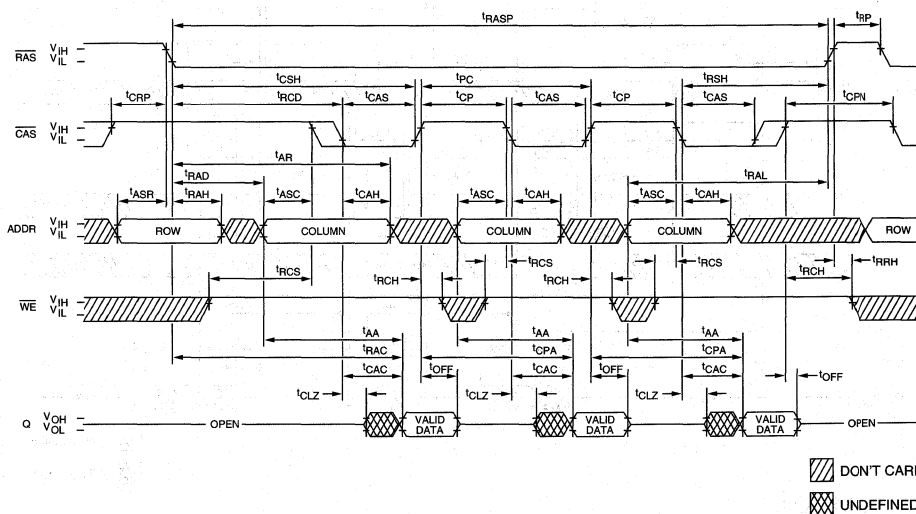 tRASP tRP
RAS VIH
VIL
tCSH tPC tRSH
tCRP tRCD tCAS tCP tCAS tCP tCAS tCPN
CAS VIH
VIL
tAR
tRAD tRAL
tASR tRAH tASC tCAH tASC tCAH tASC tCAH
ADDR VIH
VIL
ROW COLUMN COLUMN COLUMN ROW
tRCS tRCH tRCS tRCH tRCS tRCH tRRH
WE VIH
VIL
tAA tAA tAA
tRAC tCPA tCPA
tCAC tOFF tCAC tOFF tCAC tOFF
tCLZ tCLZ tCLZ
Q VOH
VOL
OPEN VALID DATA VALID DATA VALID DATA OPEN
DON'T CARE
UNDEFINED